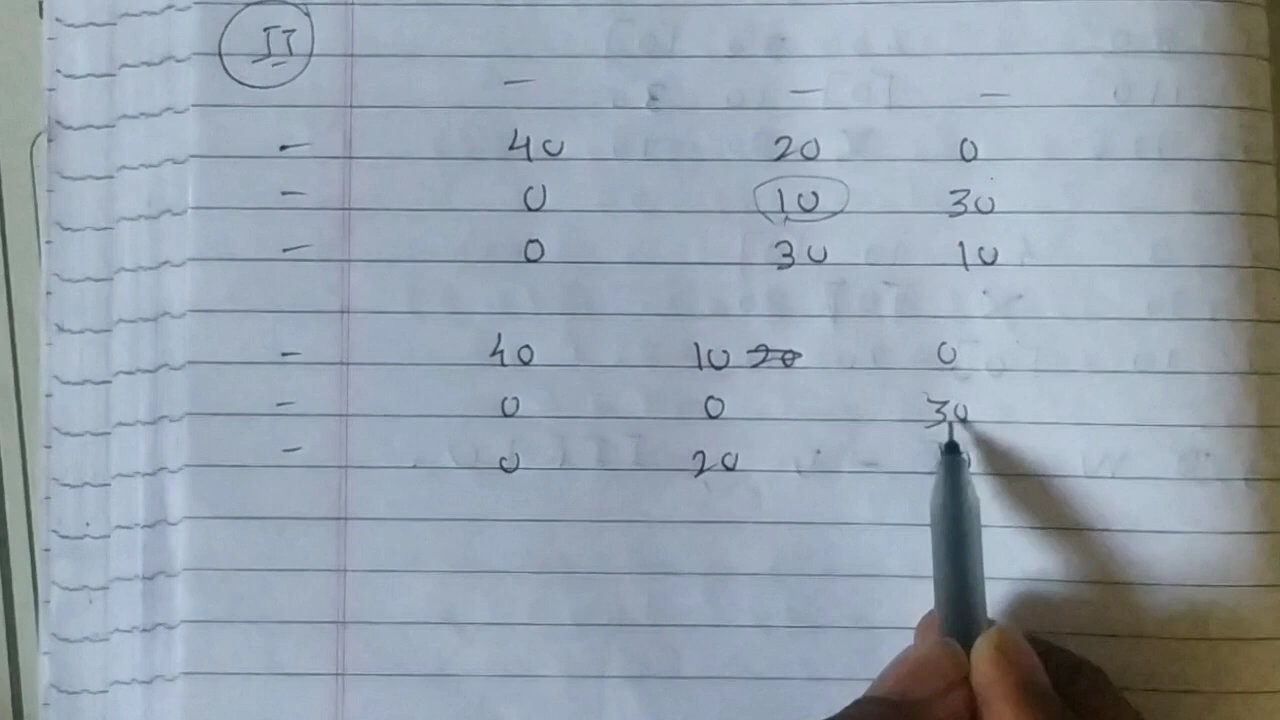 II
- - -
- 40 20 0
- 0 10 30
- 0 30 10
- 40 10 ~~20~~ 0
- 0 0 30
- 0 20